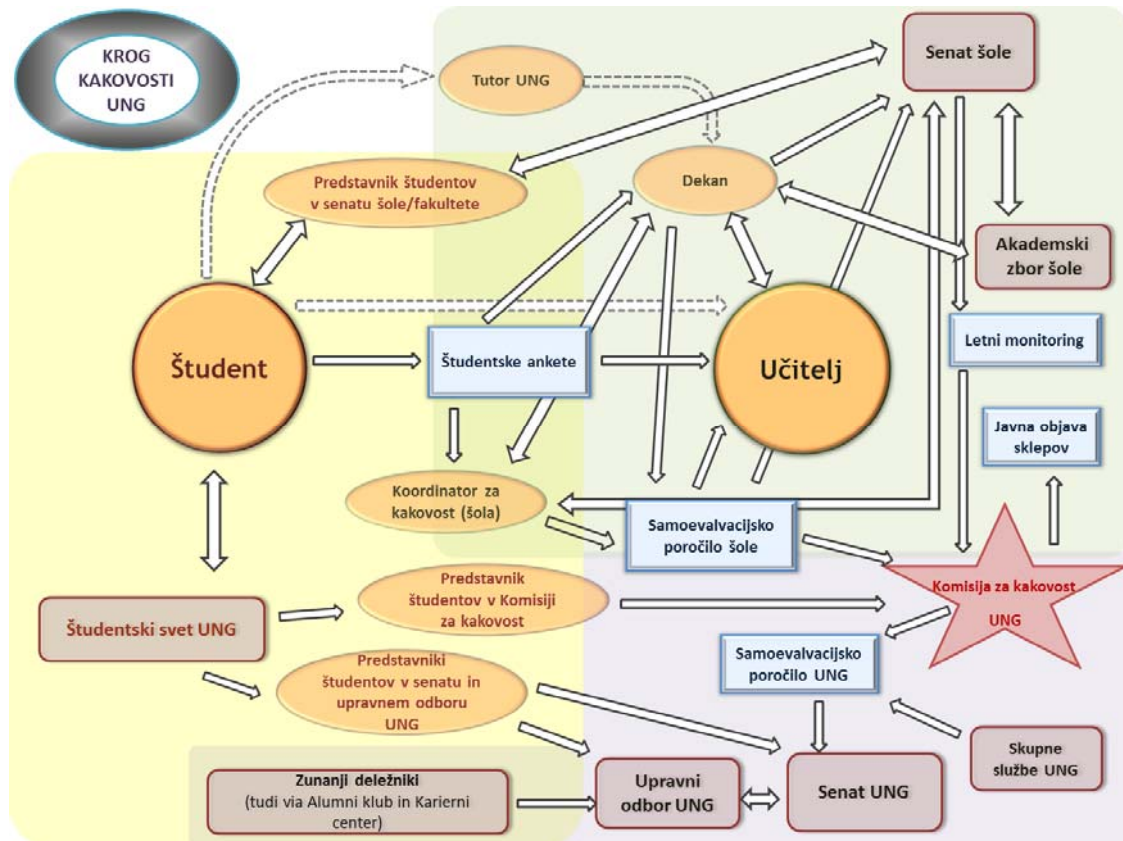 KROG
KAKOVOSTI
UNG
Tutor UNG
Senat šole
Predstavnik študentov
v senatu šole/fakultete
Dekan
Akademski
zbor šole
Študent
Študentske ankete
Učitelj
Letni monitoring
Javna objava
sklepov
Koordinator za
kakovost (šola)
Samoevalvacijsko
poročilo šole
Predstavnik
študentov v Komisiji
za kakovost
Komisija za kakovost
UNG
Študentski svet UNG
Samoevalvacijsko
poročilo UNG
Predstavniki
študentov v senatu in
upravnem odboru
UNG
Skupne
službe UNG
Zunanji deležniki
(tudi via Alumni klub in Karierni
center)
Upravni
odbor UNG
Senat UNG